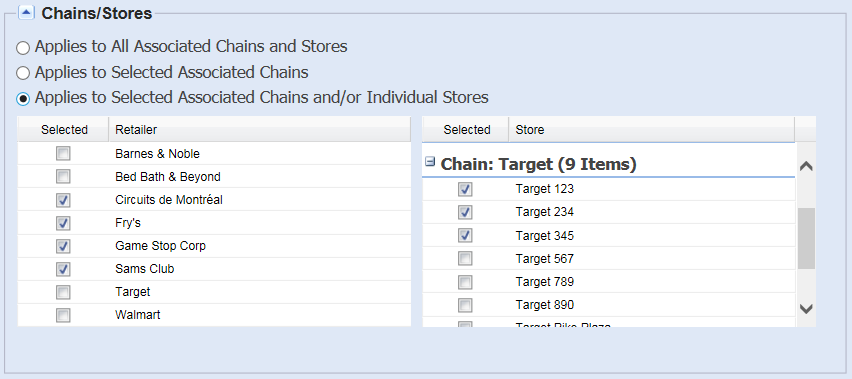 Chains/Stores
Applies to All Associated Chains and Stores
Applies to Selected Associated Chains
Applies to Selected Associated Chains and/or Individual Stores
Selected Retailer
Barnes & Noble
Bed Bath & Beyond
Circuits de Montréal
Fry's
Game Stop Corp
Sams Club
Target
Walmart
Selected Store
Chain: Target (9 Items)
Target 123
Target 234
Target 345
Target 567
Target 789
Target 890
Target Pike Plaza